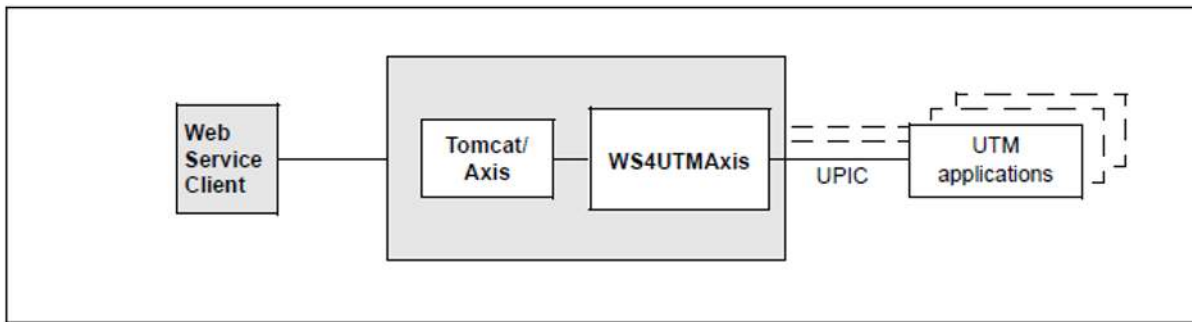 Web
Service
Client
Tomcat/
Axis
WS4UTMAxis
UPIC
UTM
applications